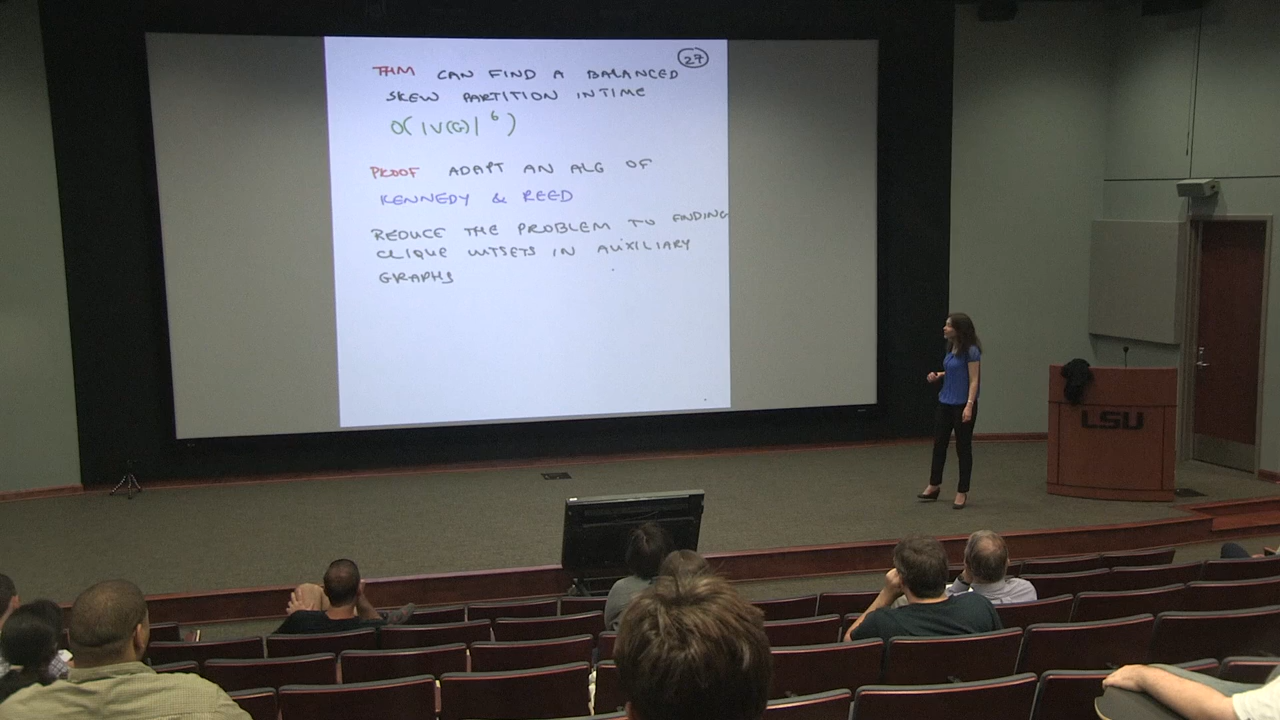 27
THM CAN FIND A BALANCED
SKEW PARTITION IN TIME
O( |V(G)|^6 )
PROOF ADAPT AN ALG OF
KENNEDY & REED
REDUCE THE PROBLEM TO FINDING
CLIQUE CUTSETS IN AUXILIARY
GRAPHS
LSU